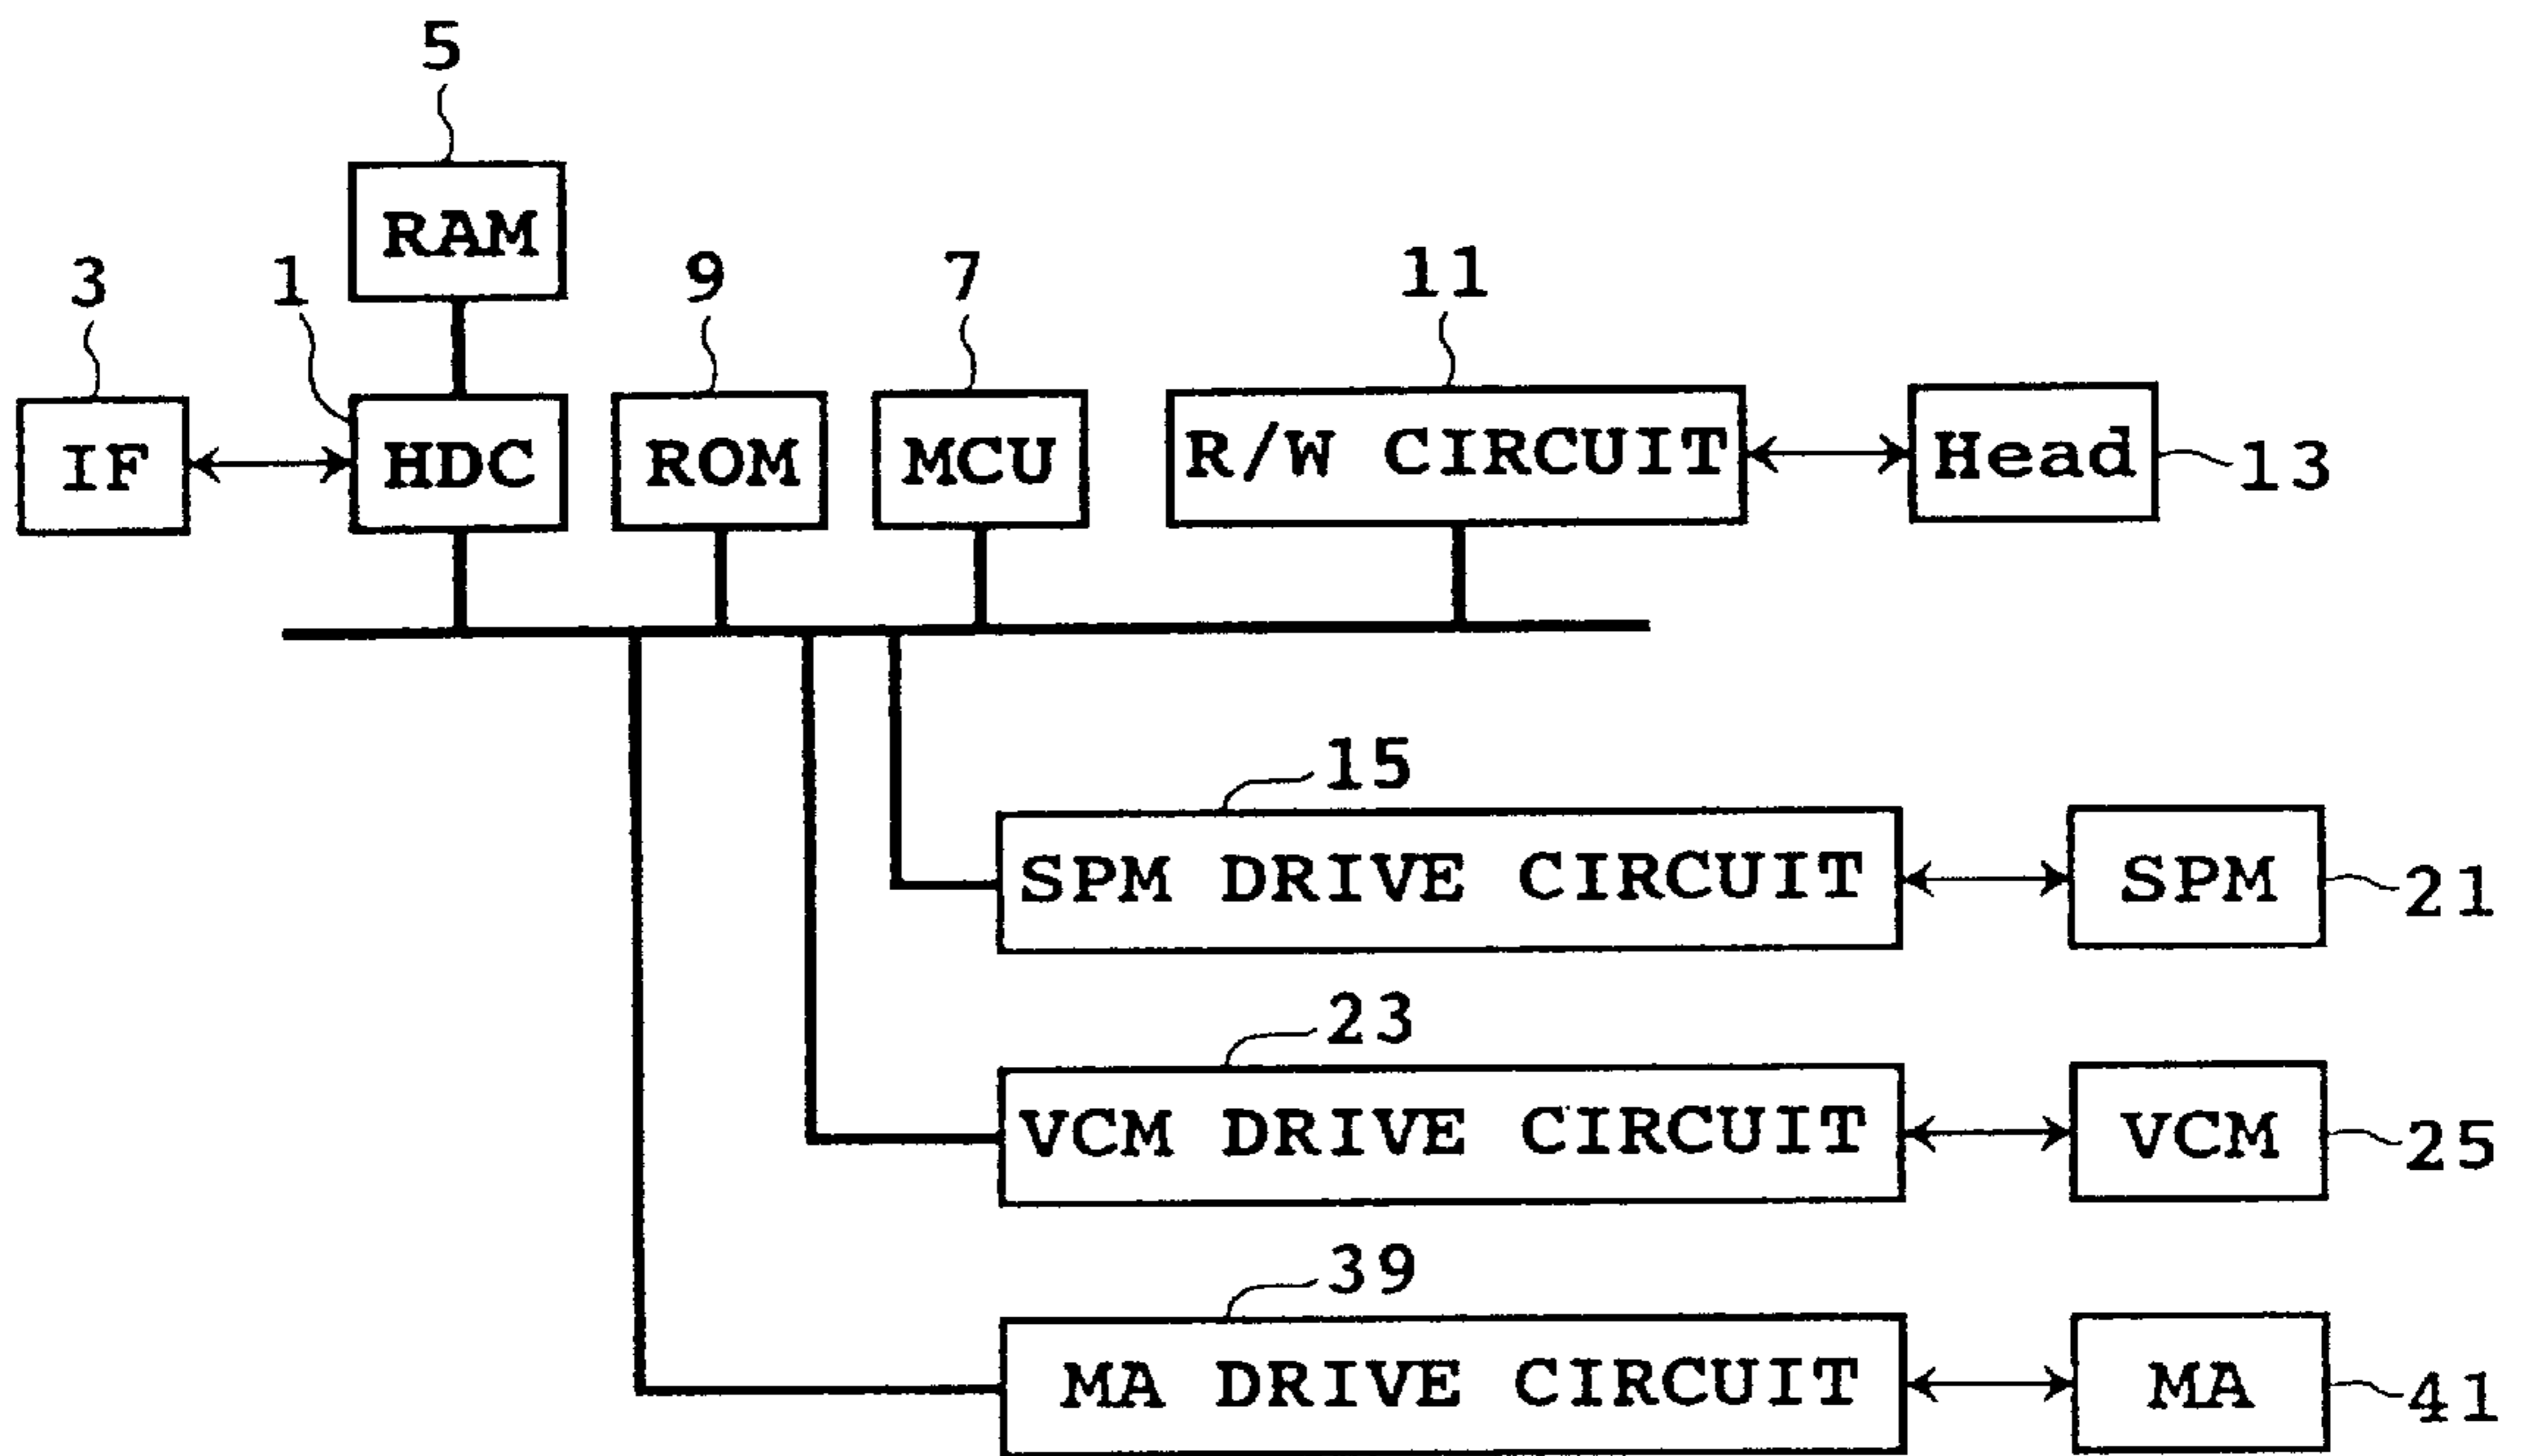 5
RAM
3
1
9
7
11
IF
HDC
ROM
MCU
R/W CIRCUIT
Head
13
15
SPM DRIVE CIRCUIT
SPM
21
23
VCM DRIVE CIRCUIT
VCM
25
39
MA DRIVE CIRCUIT
MA
41